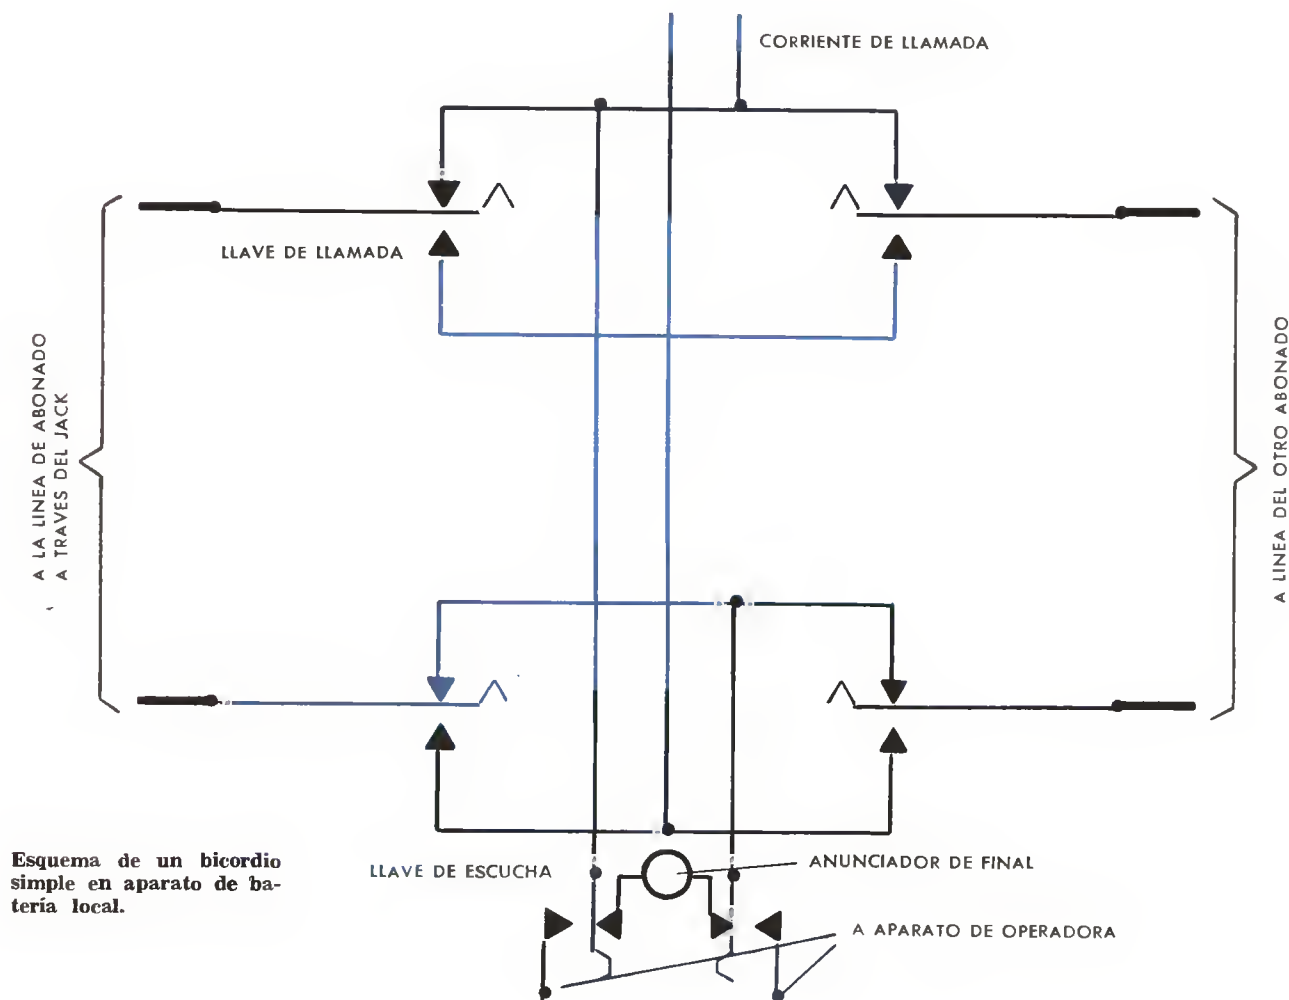 CORRIENTE DE LLAMADA
LLAVE DE LLAMADA
A LA LINEA DE ABONADO
A TRAVES DEL JACK
A LINEA DEL OTRO ABONADO
LLAVE DE ESCUCHA
ANUNCIADOR DE FINAL
A APARATO DE OPERADORA
Esquema de un bicordio
simple en aparato de ba-
tería local.